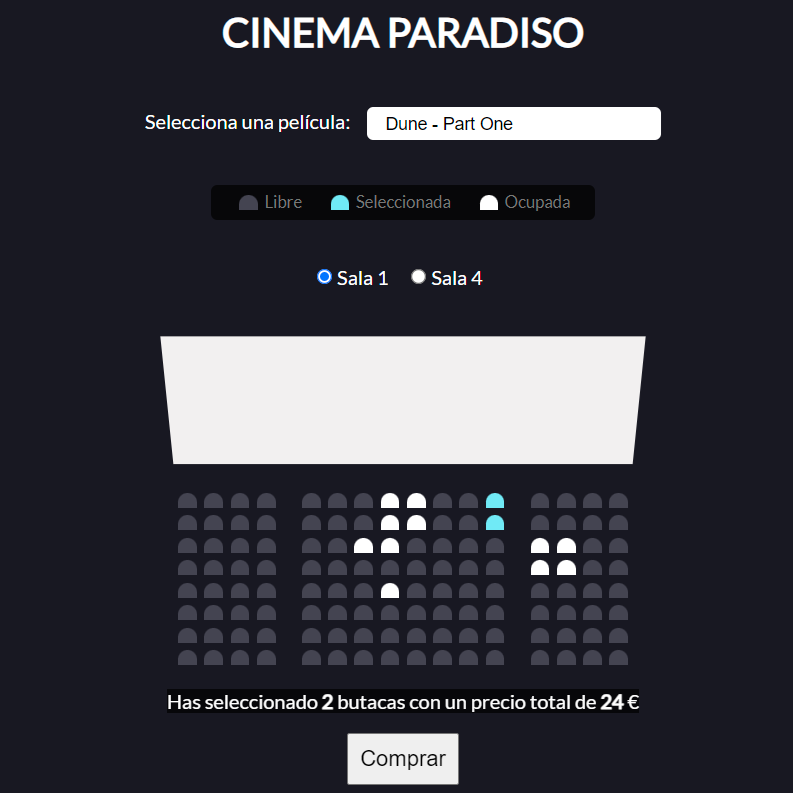 CINEMA PARADISO
Selecciona una película: Dune - Part One
Libre Seleccionada Ocupada
Sala 1 Sala 4
Has seleccionado 2 butacas con un precio total de 24 €
Comprar